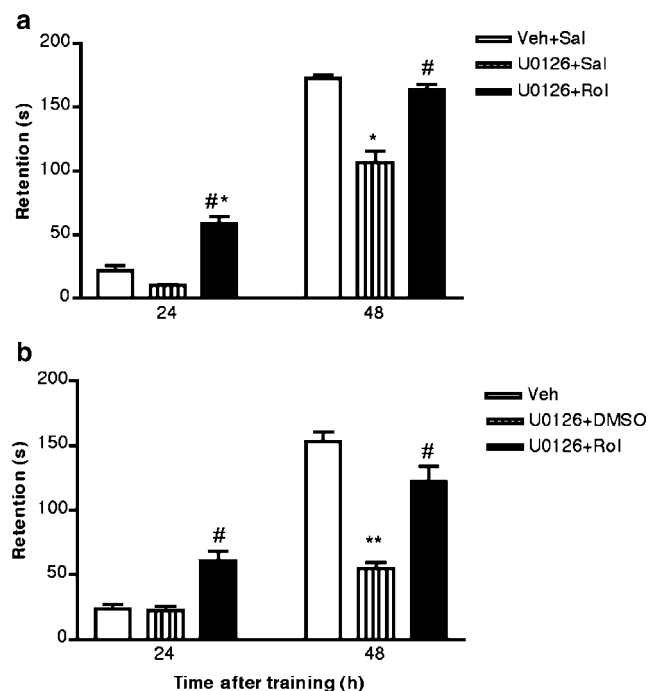 a
200
150
100
50
0
Retention (s)
#*
*
#
24
48
Veh+Sal
U0126+Sal
U0126+Rol
b
200
150
100
50
0
Retention (s)
#
**
#
24
48
Time after training (h)
Veh
U0126+DMSO
U0126+Rol